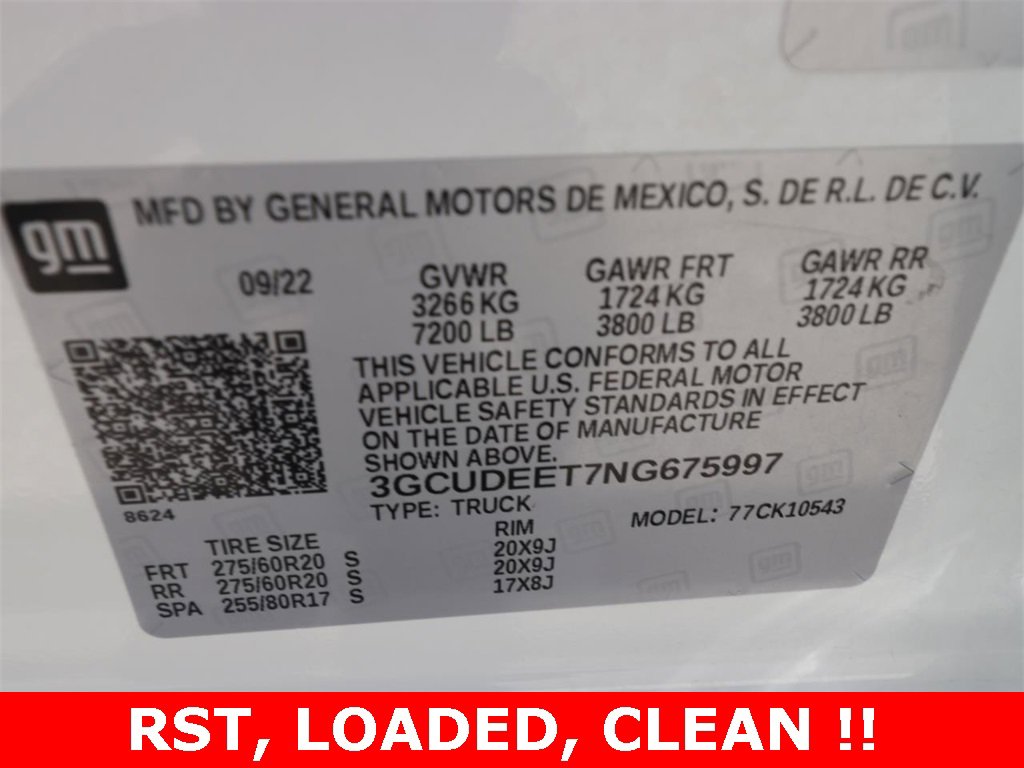 gm
MFD BY GENERAL MOTORS DE MEXICO, S. DE R.L. DE C.V.
09/22 GVWR GAWR FRT GAWR RR
3266 KG 1724 KG 1724 KG
7200 LB 3800 LB 3800 LB
THIS VEHICLE CONFORMS TO ALL
APPLICABLE U.S. FEDERAL MOTOR
VEHICLE SAFETY STANDARDS IN EFFECT
ON THE DATE OF MANUFACTURE
SHOWN ABOVE.
3GCUDEET7NG675997
8624
TYPE: TRUCK MODEL: 77CK10543
TIRE SIZE RIM
FRT 275/60R20 S 20X9J
RR 275/60R20 S 20X9J
SPA 255/80R17 S 17X8J
RST, LOADED, CLEAN !!